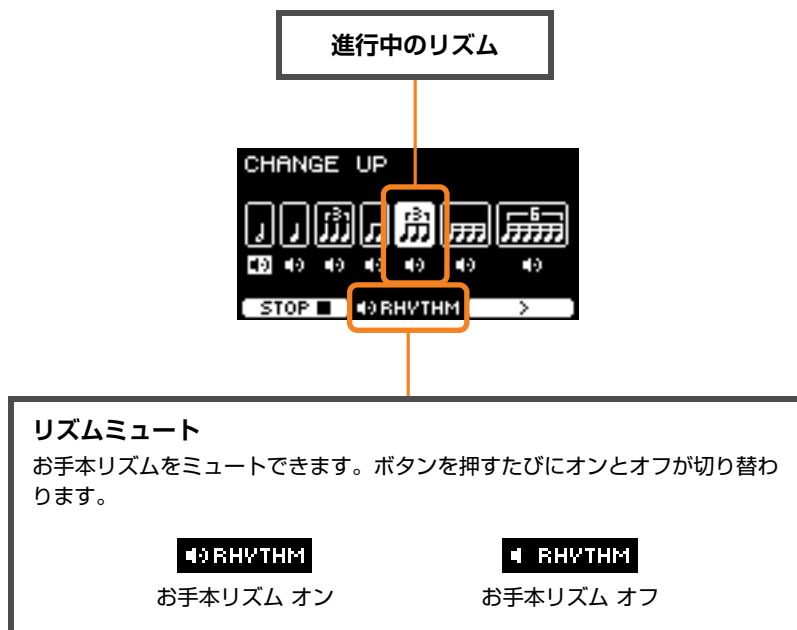 進行中のリズム
CHANGE UP
3 3 6
STOP RHYTHM >
リズムミュート
お手本リズムをミュートできます。ボタンを押すたびにオンとオフが切り替わ
ります。
RHYTHM RHYTHM
お手本リズム オン お手本リズム オフ